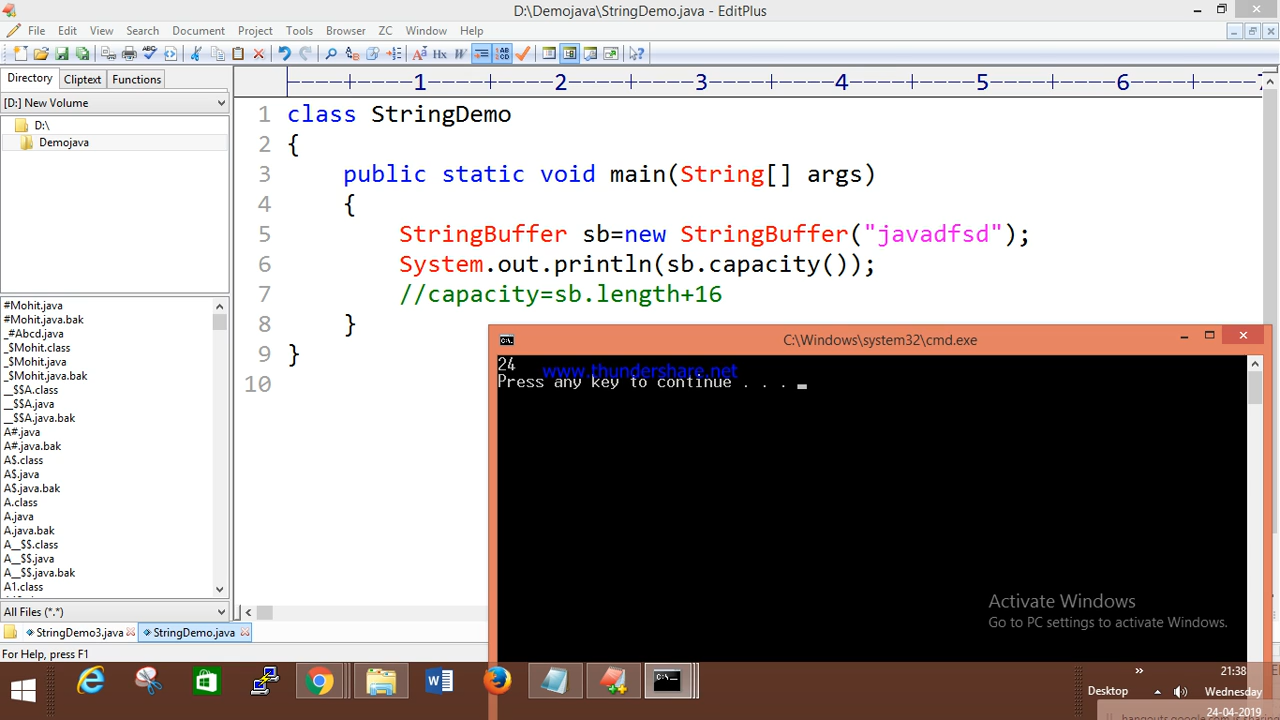 D:\Demojava\StringDemo.java - EditPlus
File Edit View Search Document Project Tools Browser ZC Window Help
Directory Cliptext Functions
[D:] New Volume
D:\
Demojava
#Mohit.java
#Mohit.java.bak
_#Abcd.java
_$Mohit.class
_$Mohit.java
_$Mohit.java.bak
__$$A.class
__$$A.java
__$$A.java.bak
A#.java
A#.java.bak
A$.class
A$.java
A$.java.bak
A.class
A.java
A.java.bak
A__$$.class
A__$$.java
A__$$.java.bak
A1.class
All Files (*.*)
----+----1----+----2----+----3----+----4----+----5----+----6----+----7
1 class StringDemo
2 {
3 public static void main(String[] args)
4 {
5 StringBuffer sb=new StringBuffer("javadfsd");
6 System.out.println(sb.capacity());
7 //capacity=sb.length+16
8 }
9 }
10
C:\Windows\system32\cmd.exe
24
www.thundershare.net
Press any key to continue . . .
Activate Windows
Go to PC settings to activate Windows.
StringDemo3.java StringDemo.java
For Help, press F1
Desktop
21:38
Wednesday
24-04-2019